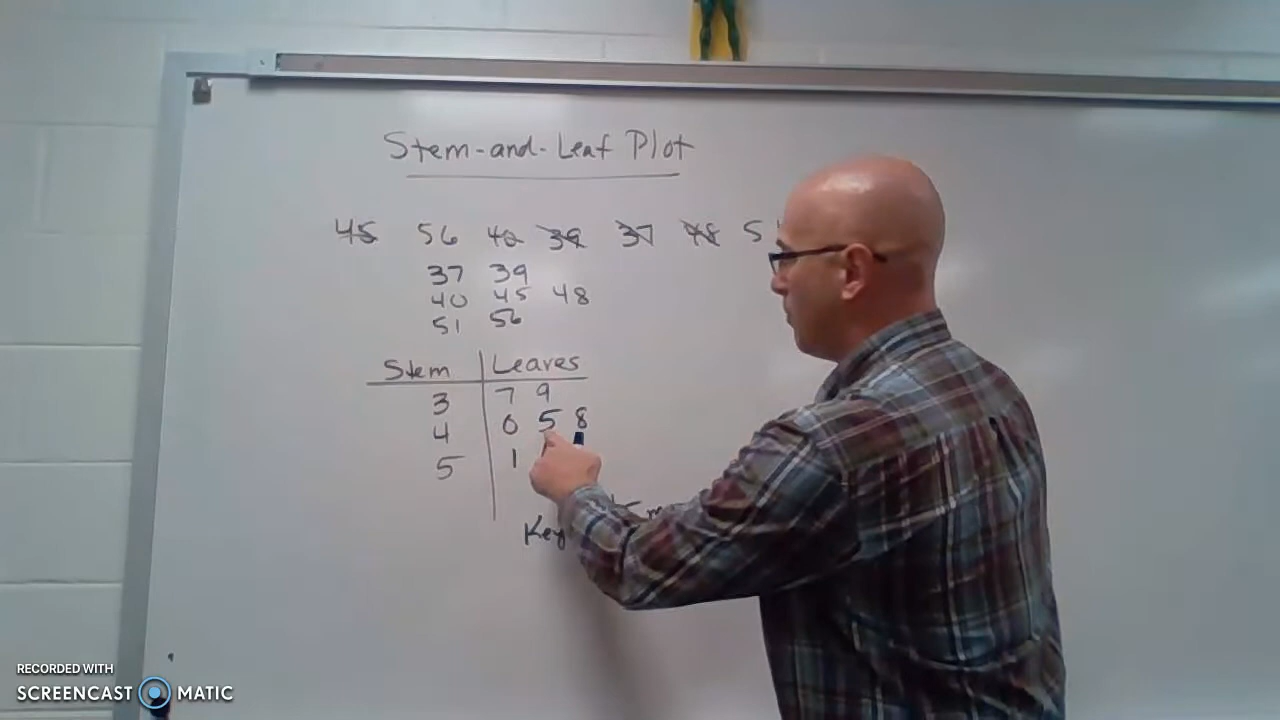 Stem-and-Leaf Plot
45 56 42 39 37 48 5
37 39
40 45 48
51 56
Stem Leaves
3 7 9
4 0 5 8
5 1
Key
RECORDED WITH
SCREENCAST MATIC